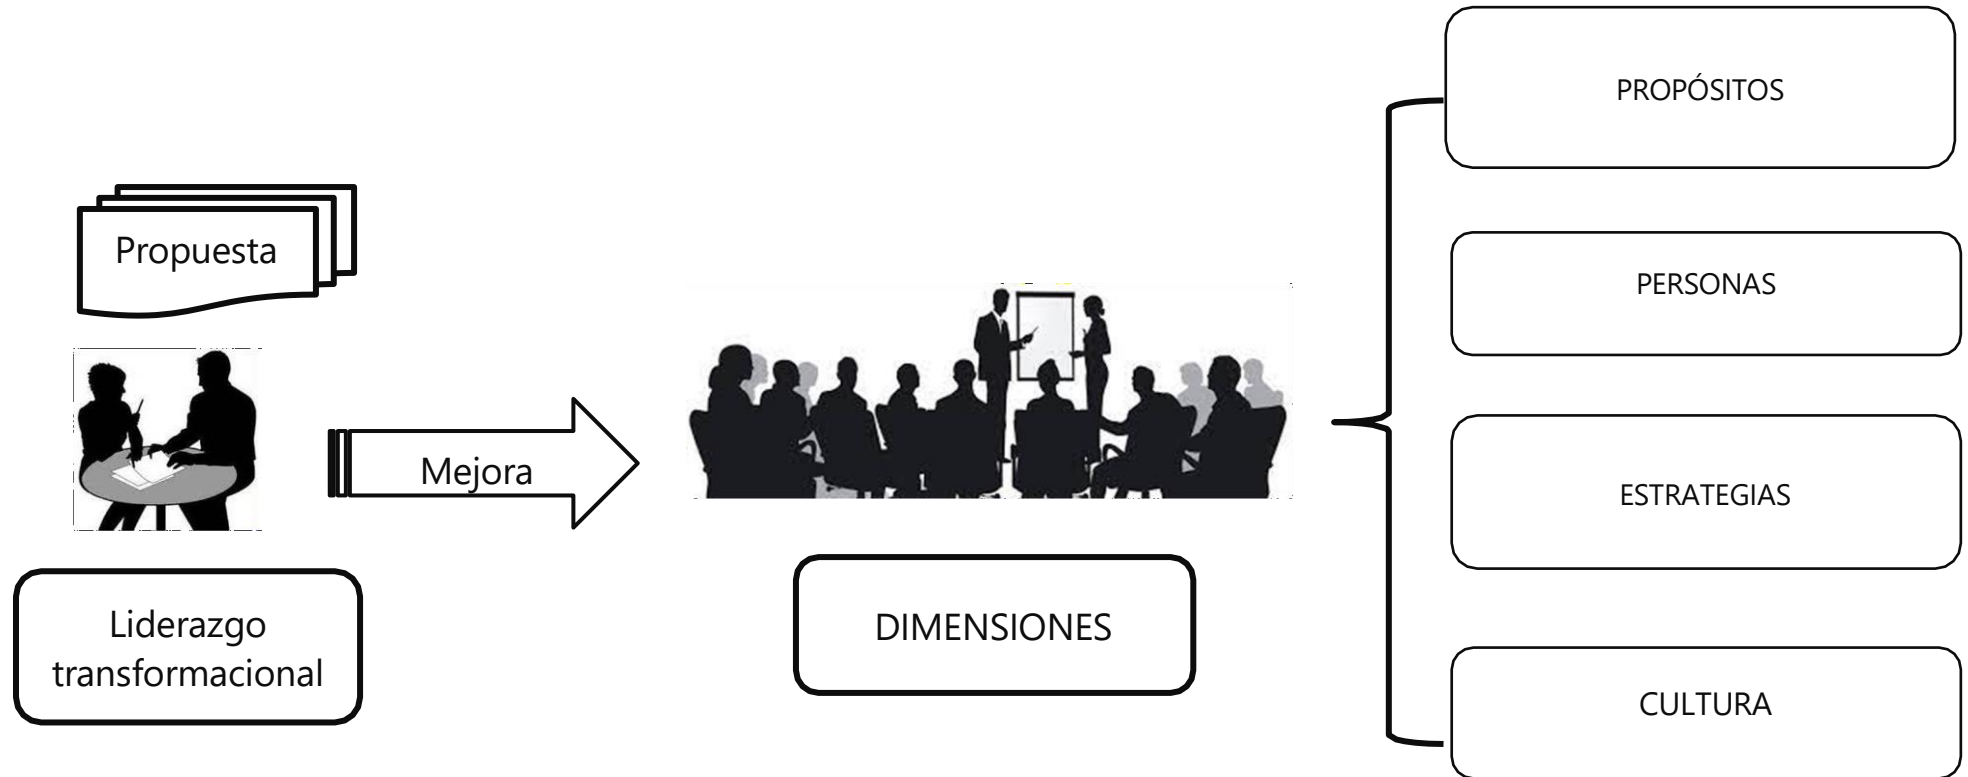 Propuesta
Mejora
Liderazgo
transformacional
DIMENSIONES
PROPÓSITOS
PERSONAS
ESTRATEGIAS
CULTURA